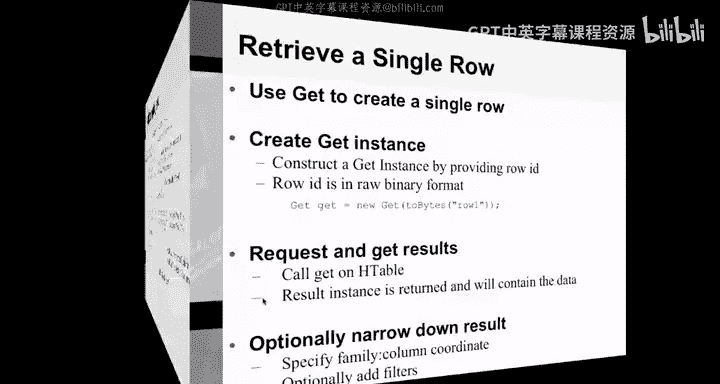 GPT中英字幕课程资源@bilibili.com
GPT中英字幕课程资源 bilibili
Retrieve a Single Row
• Use Get to create a single row
• Create Get instance
– Construct a Get Instance by providing row id
– Row id is in raw binary format
Get get = new Get(toBytes("row1"));
• Request and get results
– Call get on HTable
– Result instance is returned and will contain the data
• Optionally narrow down result
– Specify family:column coordinate
Optionally add filters